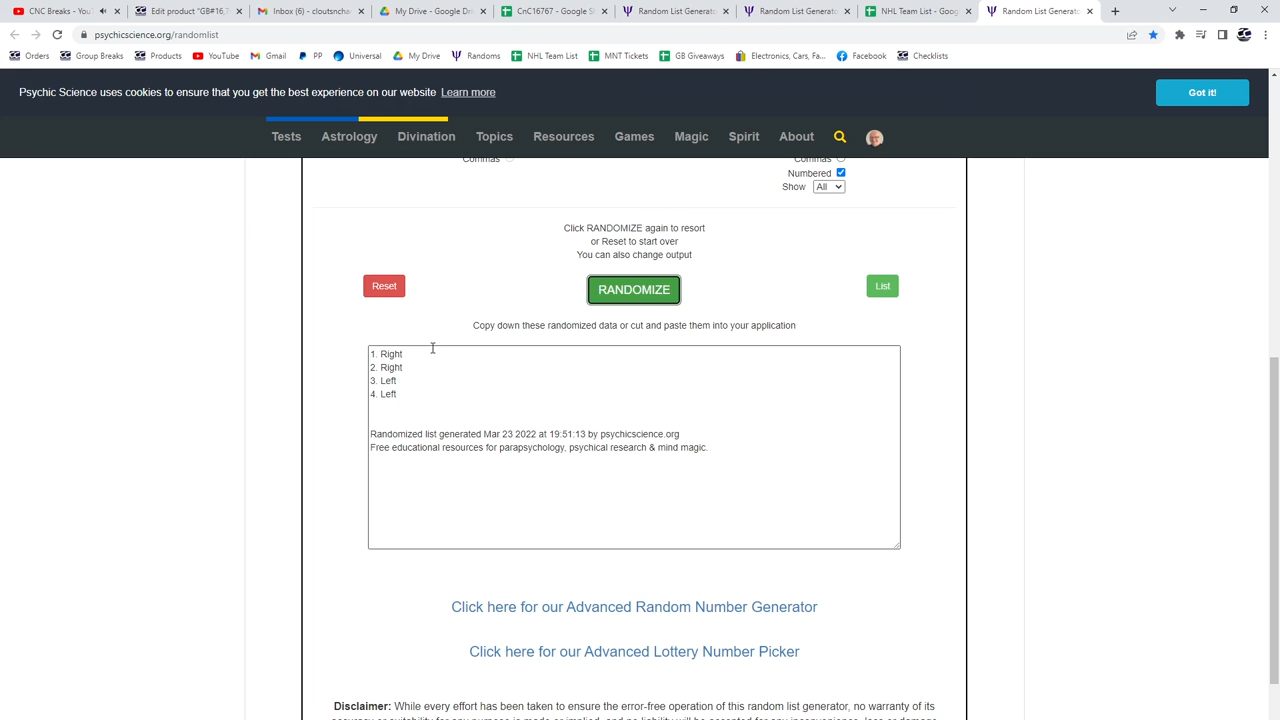 CNC Breaks - You
Edit product "GB#16,7
Inbox (6) - cloutsnchar
My Drive - Google Dri
CnC16767 - Google Sh
Random List Generato
Random List Generato
NHL Team List - Goog
Random List Generato
psychicscience.org/randomlist
Orders
Group Breaks
Products
YouTube
Gmail
PP
Universal
My Drive
Randoms
NHL Team List
MNT Tickets
GB Giveaways
Electronics, Cars, Fa...
Facebook
Checklists
Psychic Science uses cookies to ensure that you get the best experience on our website Learn more
Got it!
Tests
Astrology
Divination
Topics
Resources
Games
Magic
Spirit
About
Commas
Commas
Numbered
Show All
Click RANDOMIZE again to resort
or Reset to start over
You can also change output
Reset
RANDOMIZE
List
Copy down these randomized data or cut and paste them into your application
1. Right
2. Right
3. Left
4. Left
Randomized list generated Mar 23 2022 at 19:51:13 by psychicscience.org
Free educational resources for parapsychology, psychical research & mind magic.
Click here for our Advanced Random Number Generator
Click here for our Advanced Lottery Number Picker
Disclaimer: While every effort has been taken to ensure the error-free operation of this random list generator, no warranty of its